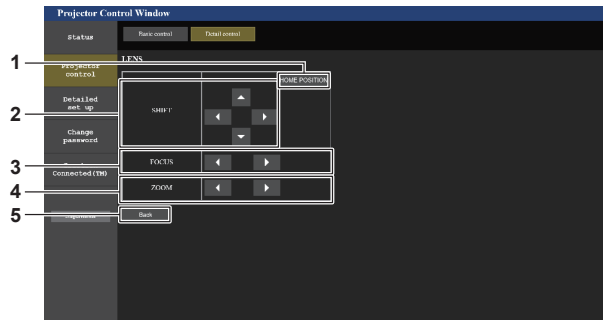 Projector Control Window
Status
Basic control
Detail control
1
LENS
Projector
control
HOME POSITION
2
SHIFT
Detailed
set up
Change
password
3
FOCUS
Connected(TM)
4
ZOOM
5
Back